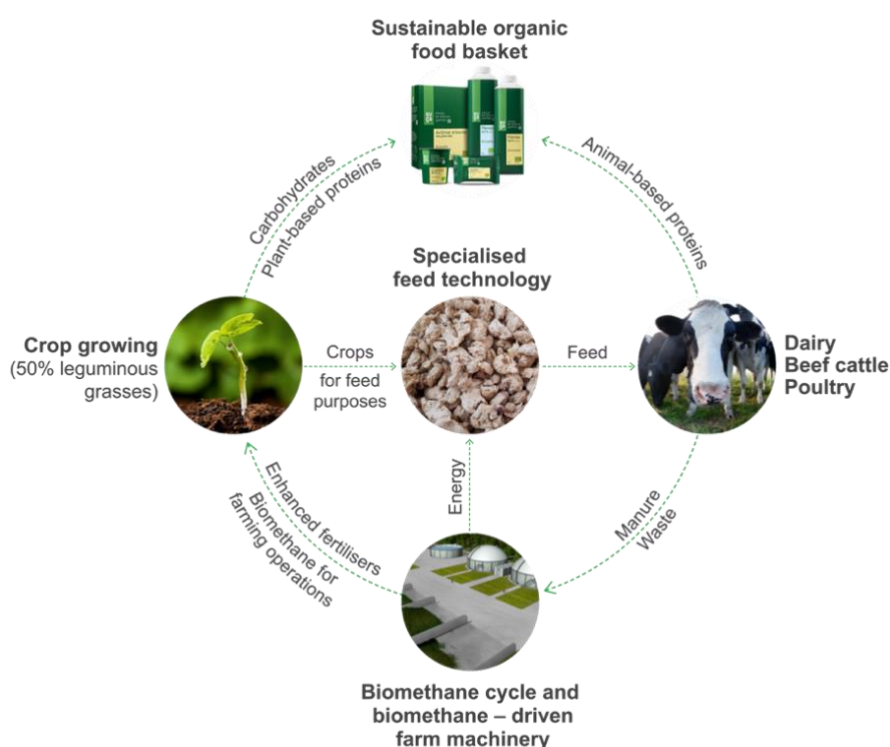 Sustainable organic
food basket
Carbohydrates
Plant-based proteins
Animal-based proteins
Specialised
feed technology
Crop growing
(50% leguminous
grasses)
Crops
for feed
purposes
Feed
Dairy
Beef cattle
Poultry
Enhanced fertilisers
Biomethane for
farming operations
Energy
Manure
Waste
Biomethane cycle and
biomethane – driven
farm machinery